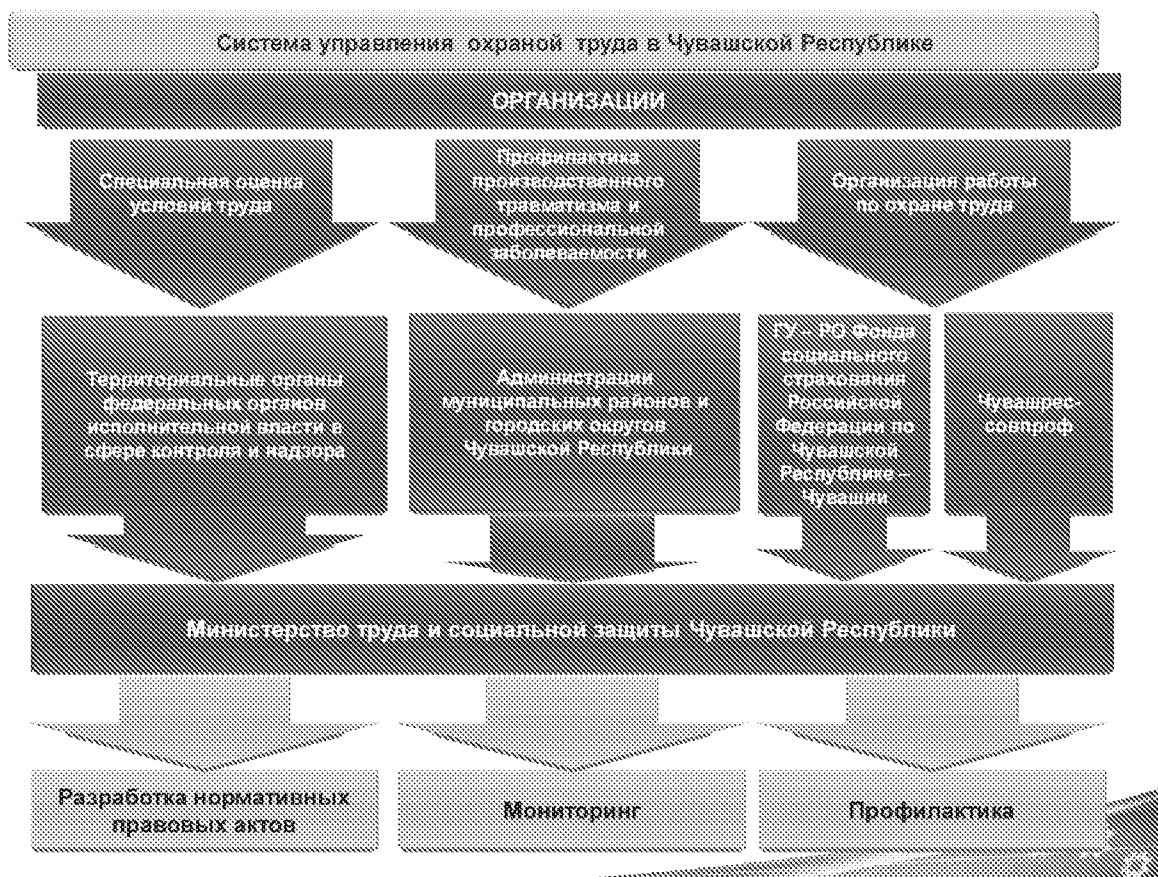 Система управления охраной труда в Чувашской Республике
ОРГАНИЗАЦИИ
Специальная оценка
условий труда
Профилактика
производственного
травматизма и
профессиональной
заболеваемости
Организация работы
по охране труда
Территориальные органы
федеральных органов
исполнительной власти в
сфере контроля и надзора
Администрации
муниципальных районов и
городских округов
Чувашской Республики
ГУ – РО Фонда
социального
страхования
Российской
Федерации по
Чувашской
Республике –
Чувашии
Чувашрес-
совпроф
Министерство труда и социальной защиты Чувашской Республики
Разработка нормативных
правовых актов
Мониторинг
Профилактика